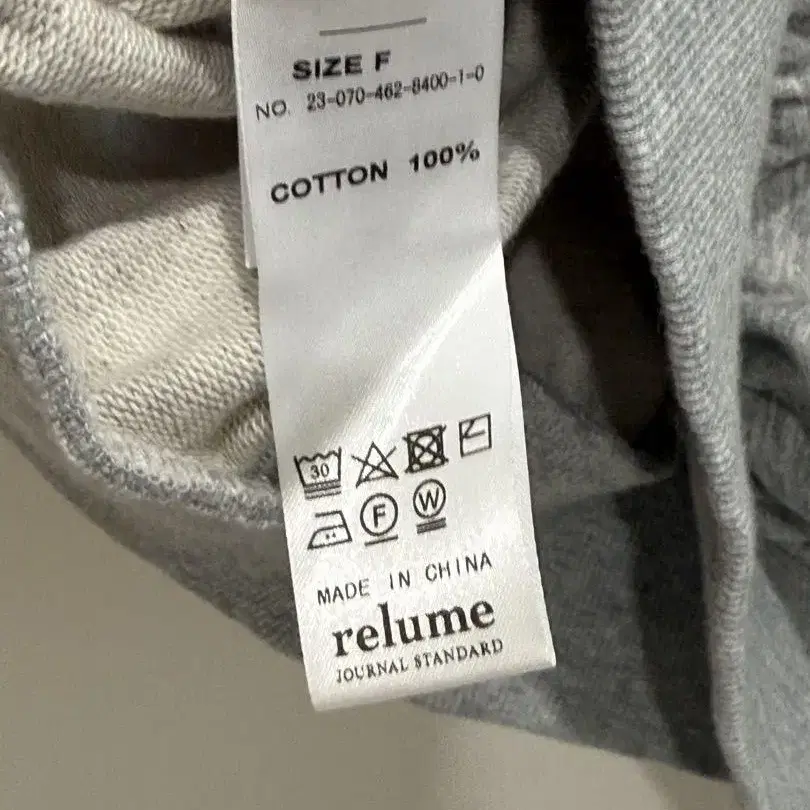 SIZE F
NO. 23-070-462-8400-1-0
COTTON 100%
30
F W
MADE IN CHINA
relume
JOURNAL STANDARD